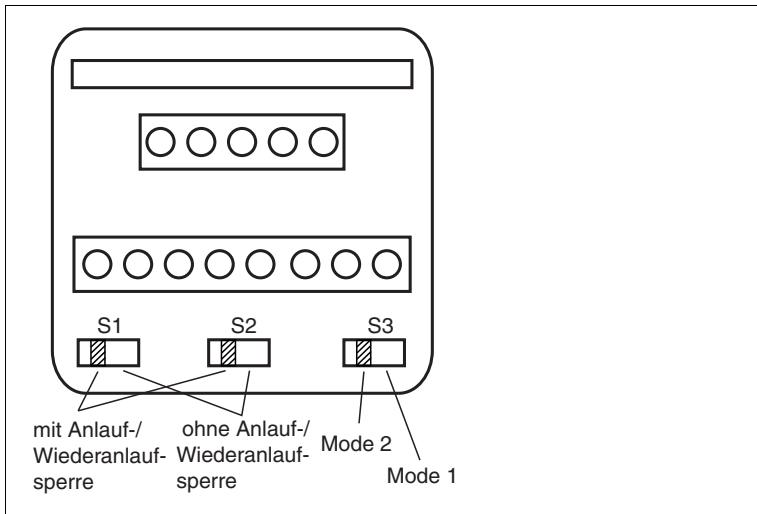 S1
S2
S3
mit Anlauf-/
Wiederanlauf-
sperre
ohne Anlauf-/
Wiederanlauf-
sperre
Mode 2
Mode 1